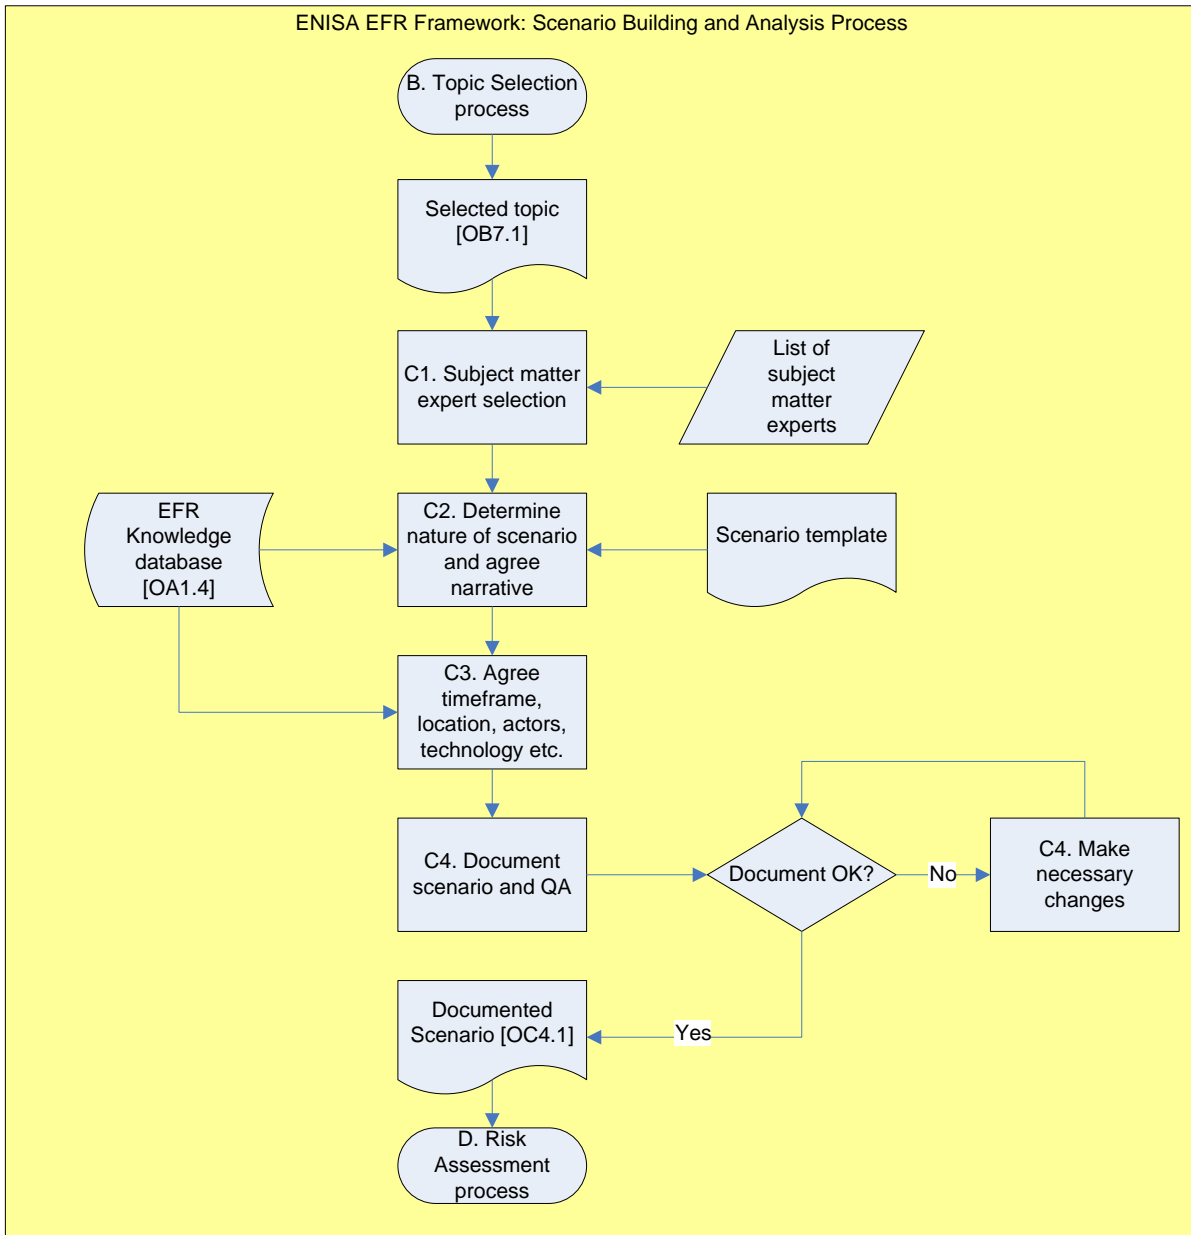 ENISA EFR Framework: Scenario Building and Analysis Process
B. Topic Selection
process
Selected topic
[OB7.1]
C1. Subject matter
expert selection
List of
subject
matter
experts
EFR
Knowledge
database
[OA1.4]
C2. Determine
nature of scenario
and agree
narrative
Scenario template
C3. Agree
timeframe,
location, actors,
technology etc.
C4. Document
scenario and QA
Document OK?
No
C4. Make
necessary
changes
Documented
Scenario [OC4.1]
Yes
D. Risk
Assessment
process